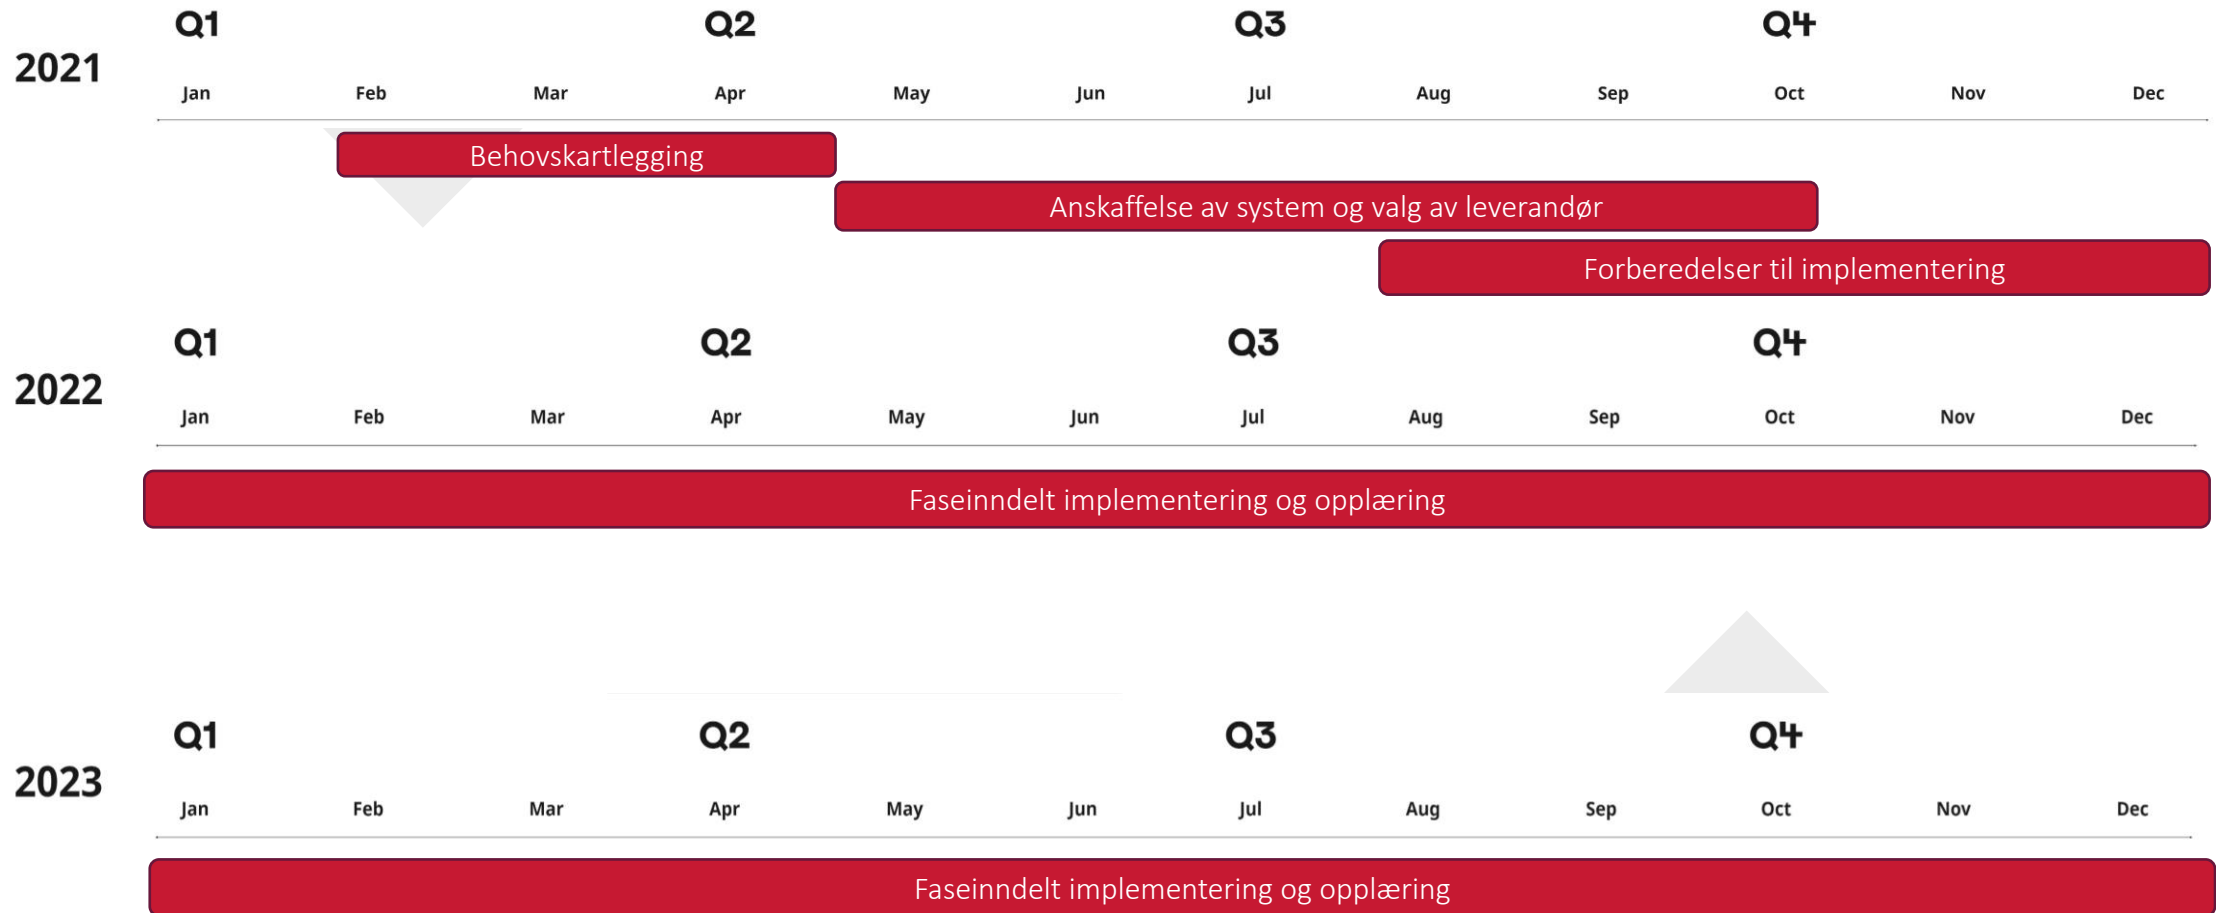 Q1 Q2 Q3 Q4
2021
Jan Feb Mar Apr May Jun Jul Aug Sep Oct Nov Dec
Behovskartlegging
Anskaffelse av system og valg av leverandør
Forberedelser til implementering
Q1 Q2 Q3 Q4
2022
Jan Feb Mar Apr May Jun Jul Aug Sep Oct Nov Dec
Faseinndelt implementering og opplæring
Q1 Q2 Q3 Q4
2023
Jan Feb Mar Apr May Jun Jul Aug Sep Oct Nov Dec
Faseinndelt implementering og opplæring